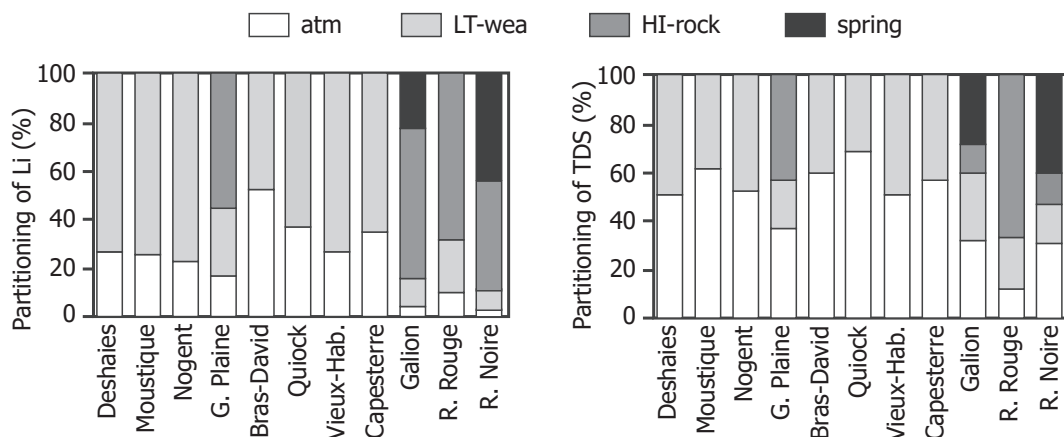 atm LT-wea HI-rock spring
Partitioning of Li (%)
100
80
60
40
20
0
Deshaies
Moustique
Nogent
G. Plaine
Bras-David
Quiock
Vieux-Hab.
Capesterre
Galion
R. Rouge
R. Noire
Partitioning of TDS (%)
100
80
60
40
20
0
Deshaies
Moustique
Nogent
G. Plaine
Bras-David
Quiock
Vieux-Hab.
Capesterre
Galion
R. Rouge
R. Noire